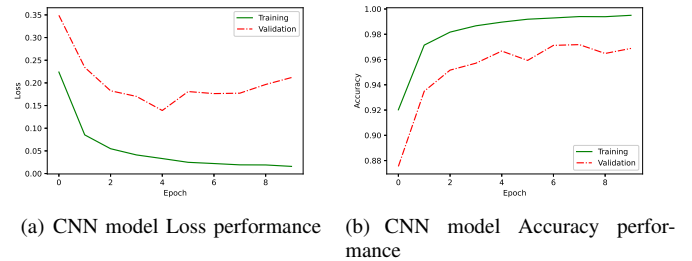 0.35
0.30
0.25
0.20
0.15
0.10
0.05
0.00
Loss
0 2 4 6 8
Epoch
Training
Validation
1.00
0.98
0.96
0.94
0.92
0.90
0.88
Accuracy
0 2 4 6 8
Epoch
Training
Validation
(a) CNN model Loss performance
(b) CNN model Accuracy perfor-
mance